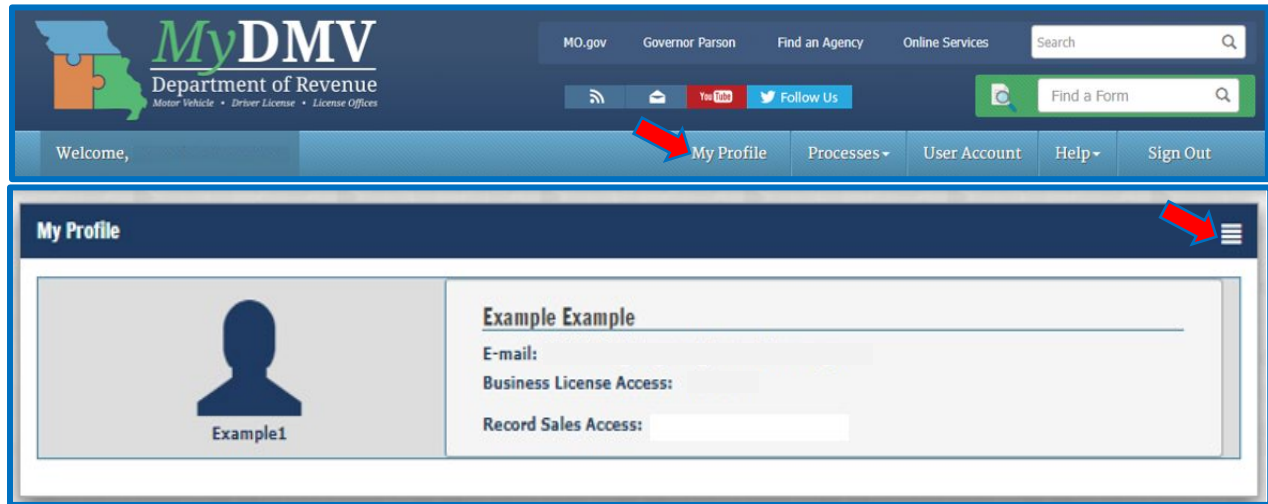 MyDMV
Department of Revenue
Motor Vehicle • Driver License • License Offices
MO.gov Governor Parson Find an Agency Online Services Search
You Tube Follow Us Find a Form
Welcome, My Profile Processes User Account Help Sign Out
My Profile
Example Example
E-mail:
Business License Access:
Record Sales Access:
Example1